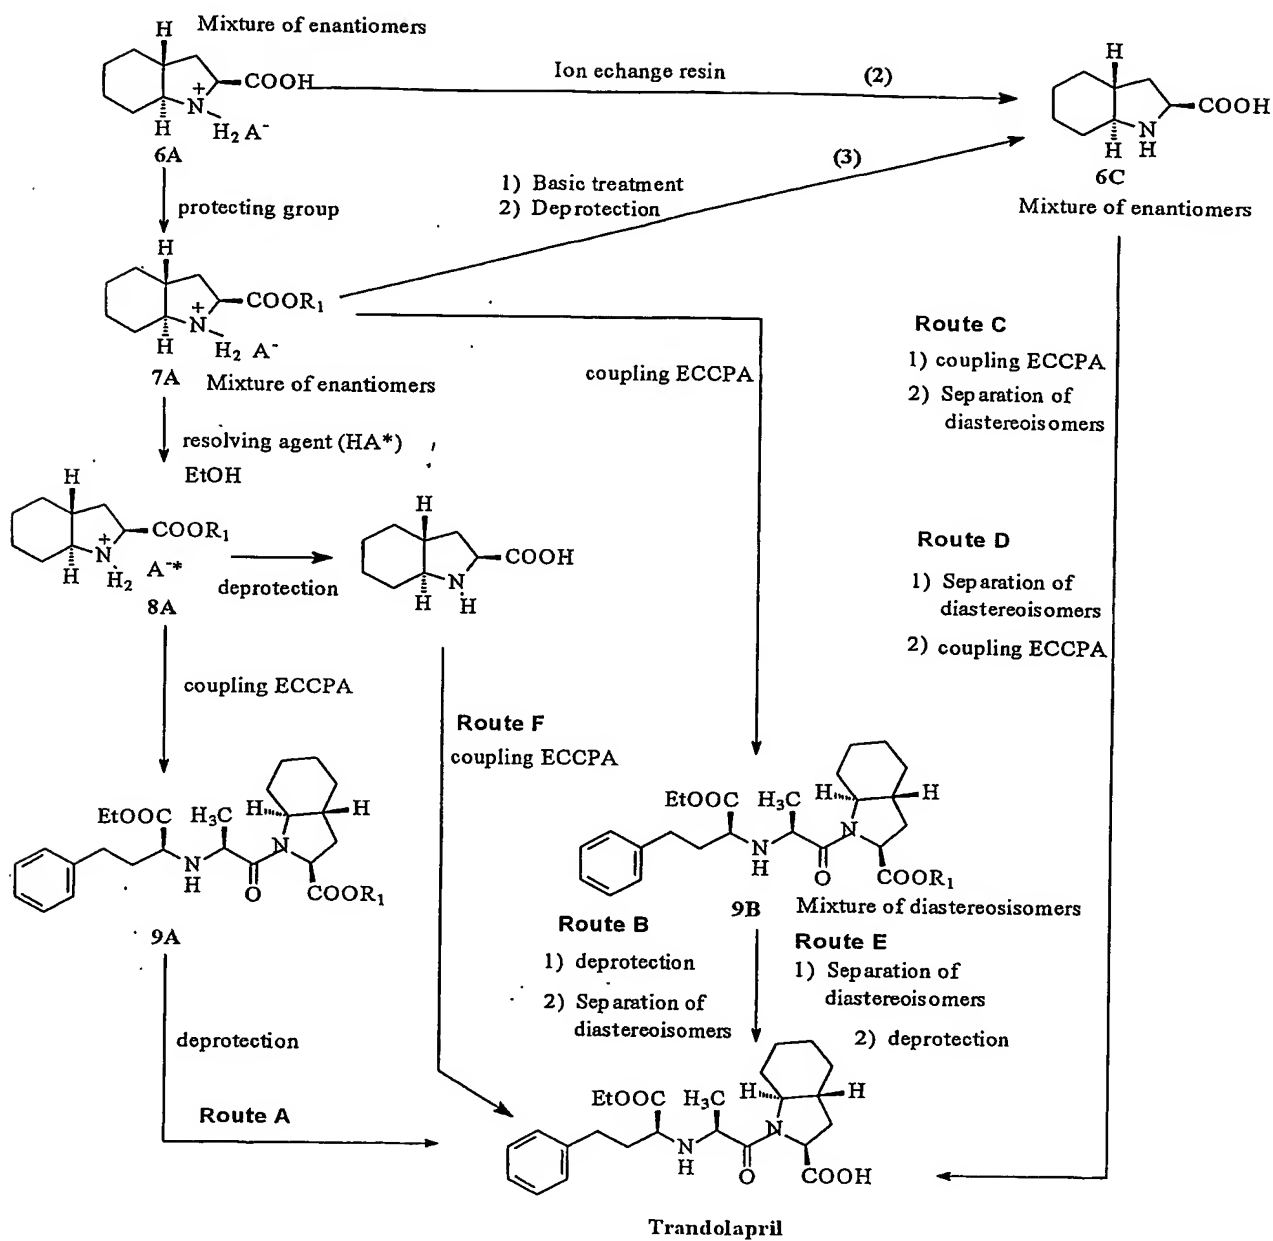 Mixture of enantiomers
H
COOH
+
N
H
H2 A-
6A
Ion echange resin
(2)
H
COOH
N
H
H
6C
Mixture of enantiomers
protecting group
1) Basic treatment
2) Deprotection
(3)
H
COOR1
+
N
H
H2 A-
7A
Mixture of enantiomers
coupling ECCPA
Route C
1) coupling ECCPA
2) Separation of
diastereoisomers
resolving agent (HA*)
EtOH
H
COOR1
+
N
H
H2
A-*
8A
deprotection
H
COOH
N
H
H
Route D
1) Separation of
diastereoisomers
2) coupling ECCPA
coupling ECCPA
Route F
coupling ECCPA
EtOOC
H3C
H
H
N
N
H
O
COOR1
9A
EtOOC
H3C
H
H
N
N
H
O
COOR1
9B
Mixture of diastereosisomers
Route B
1) deprotection
2) Separation of
diastereoisomers
Route E
1) Separation of
diastereoisomers
2) deprotection
deprotection
Route A
EtOOC
H3C
H
H
N
N
H
O
COOH
Trandolapril